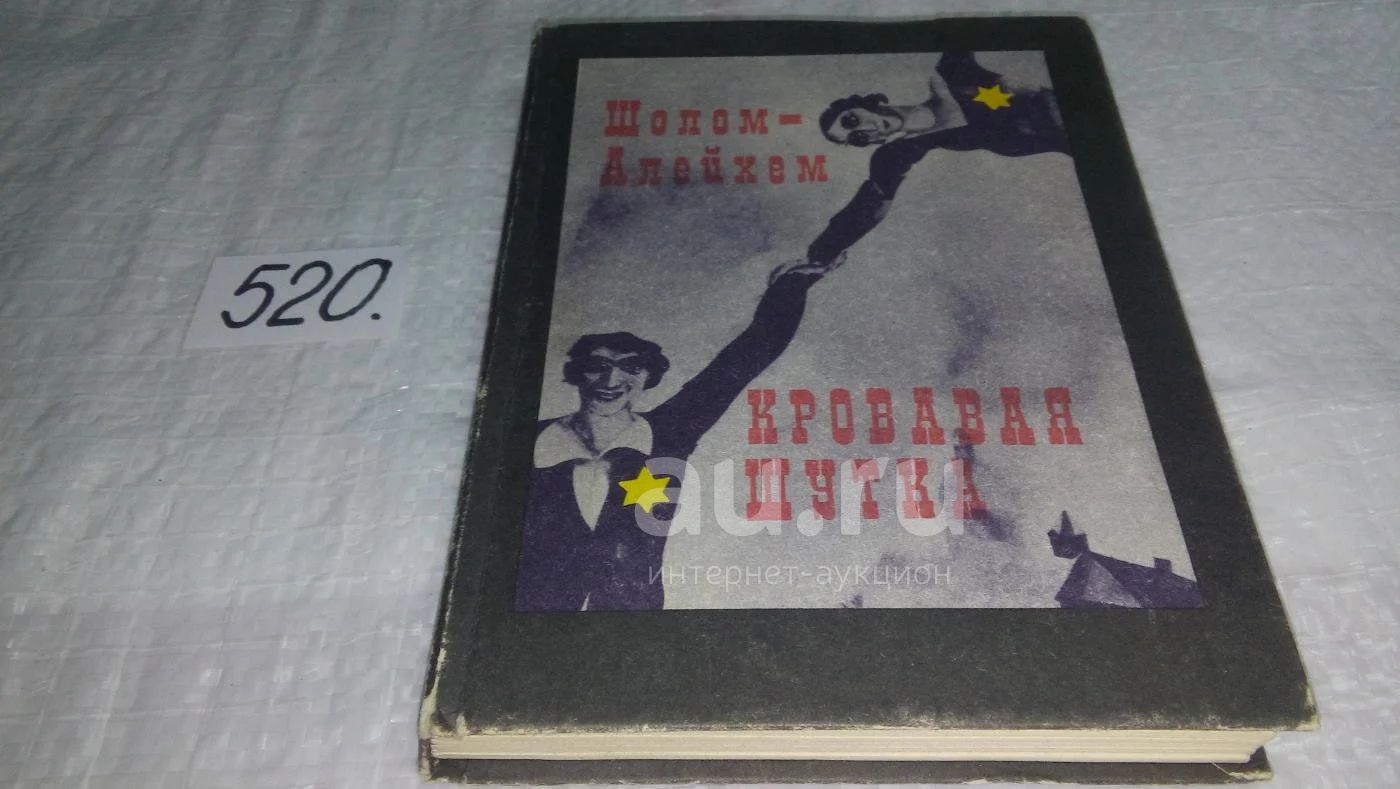 520.
Шолом-
Алейхем
КРОВАВАЯ
ШУТКА
au.ru
интернет-аукцион